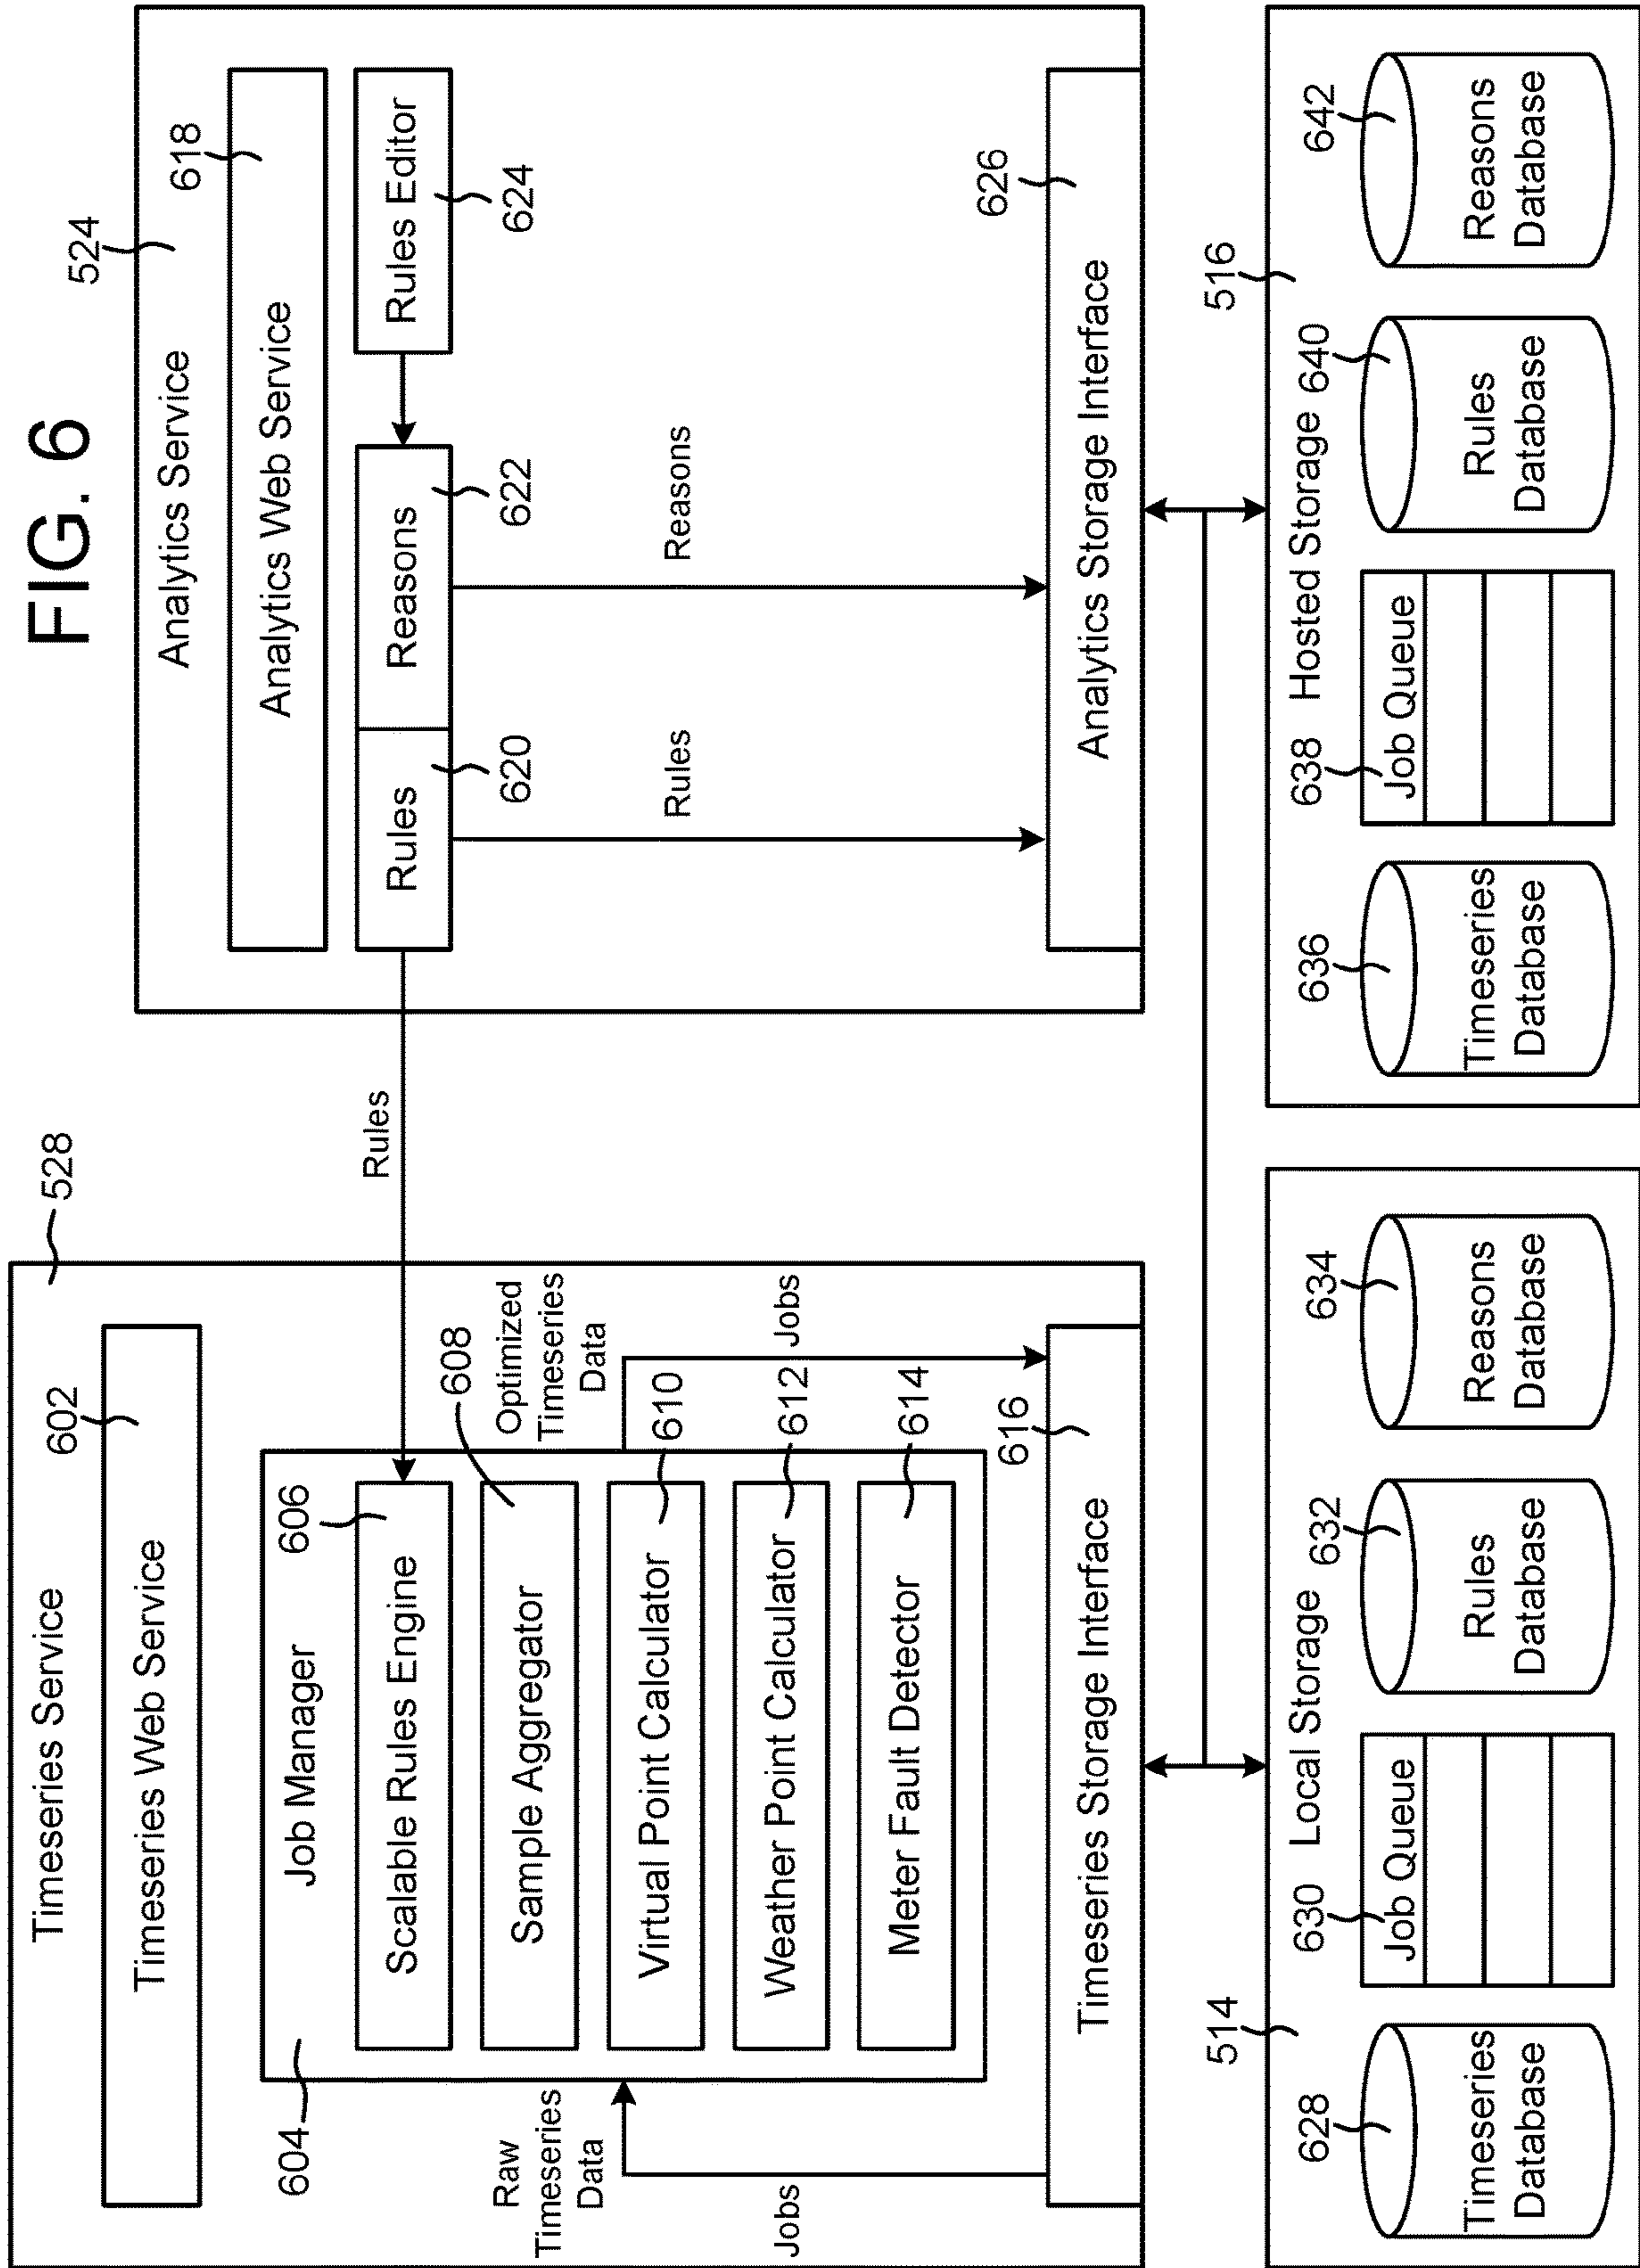 FIG. 6
528
Timeseries Service
602
Timeseries Web Service
604
Job Manager
606
Scalable Rules Engine
608
Sample Aggregator
610
Virtual Point Calculator
612
Weather Point Calculator
614
Meter Fault Detector
Raw
Timeseries
Data
Jobs
Optimized
Timeseries
Data
Jobs
616
Timeseries Storage Interface
Rules
524
Analytics Service
618
Analytics Web Service
Rules
620
Reasons
622
Rules Editor
624
Rules
Reasons
626
Analytics Storage Interface
514
Local Storage
628
Timeseries
Database
630
Job Queue
632
Rules
Database
634
Reasons
Database
516
Hosted Storage
636
Timeseries
Database
638
Job Queue
640
Rules
Database
642
Reasons
Database